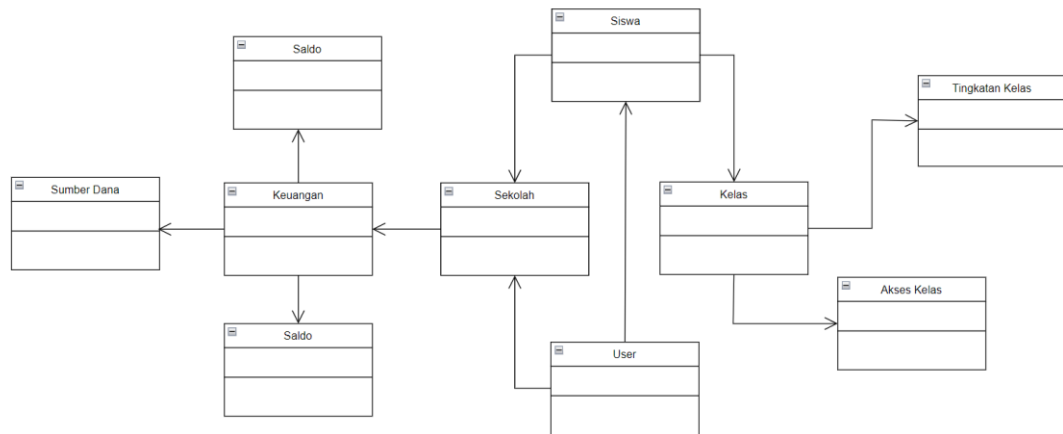 Siswa
Saldo
Tingkatan Kelas
Sumber Dana
Keuangan
Sekolah
Kelas
Akses Kelas
Saldo
User